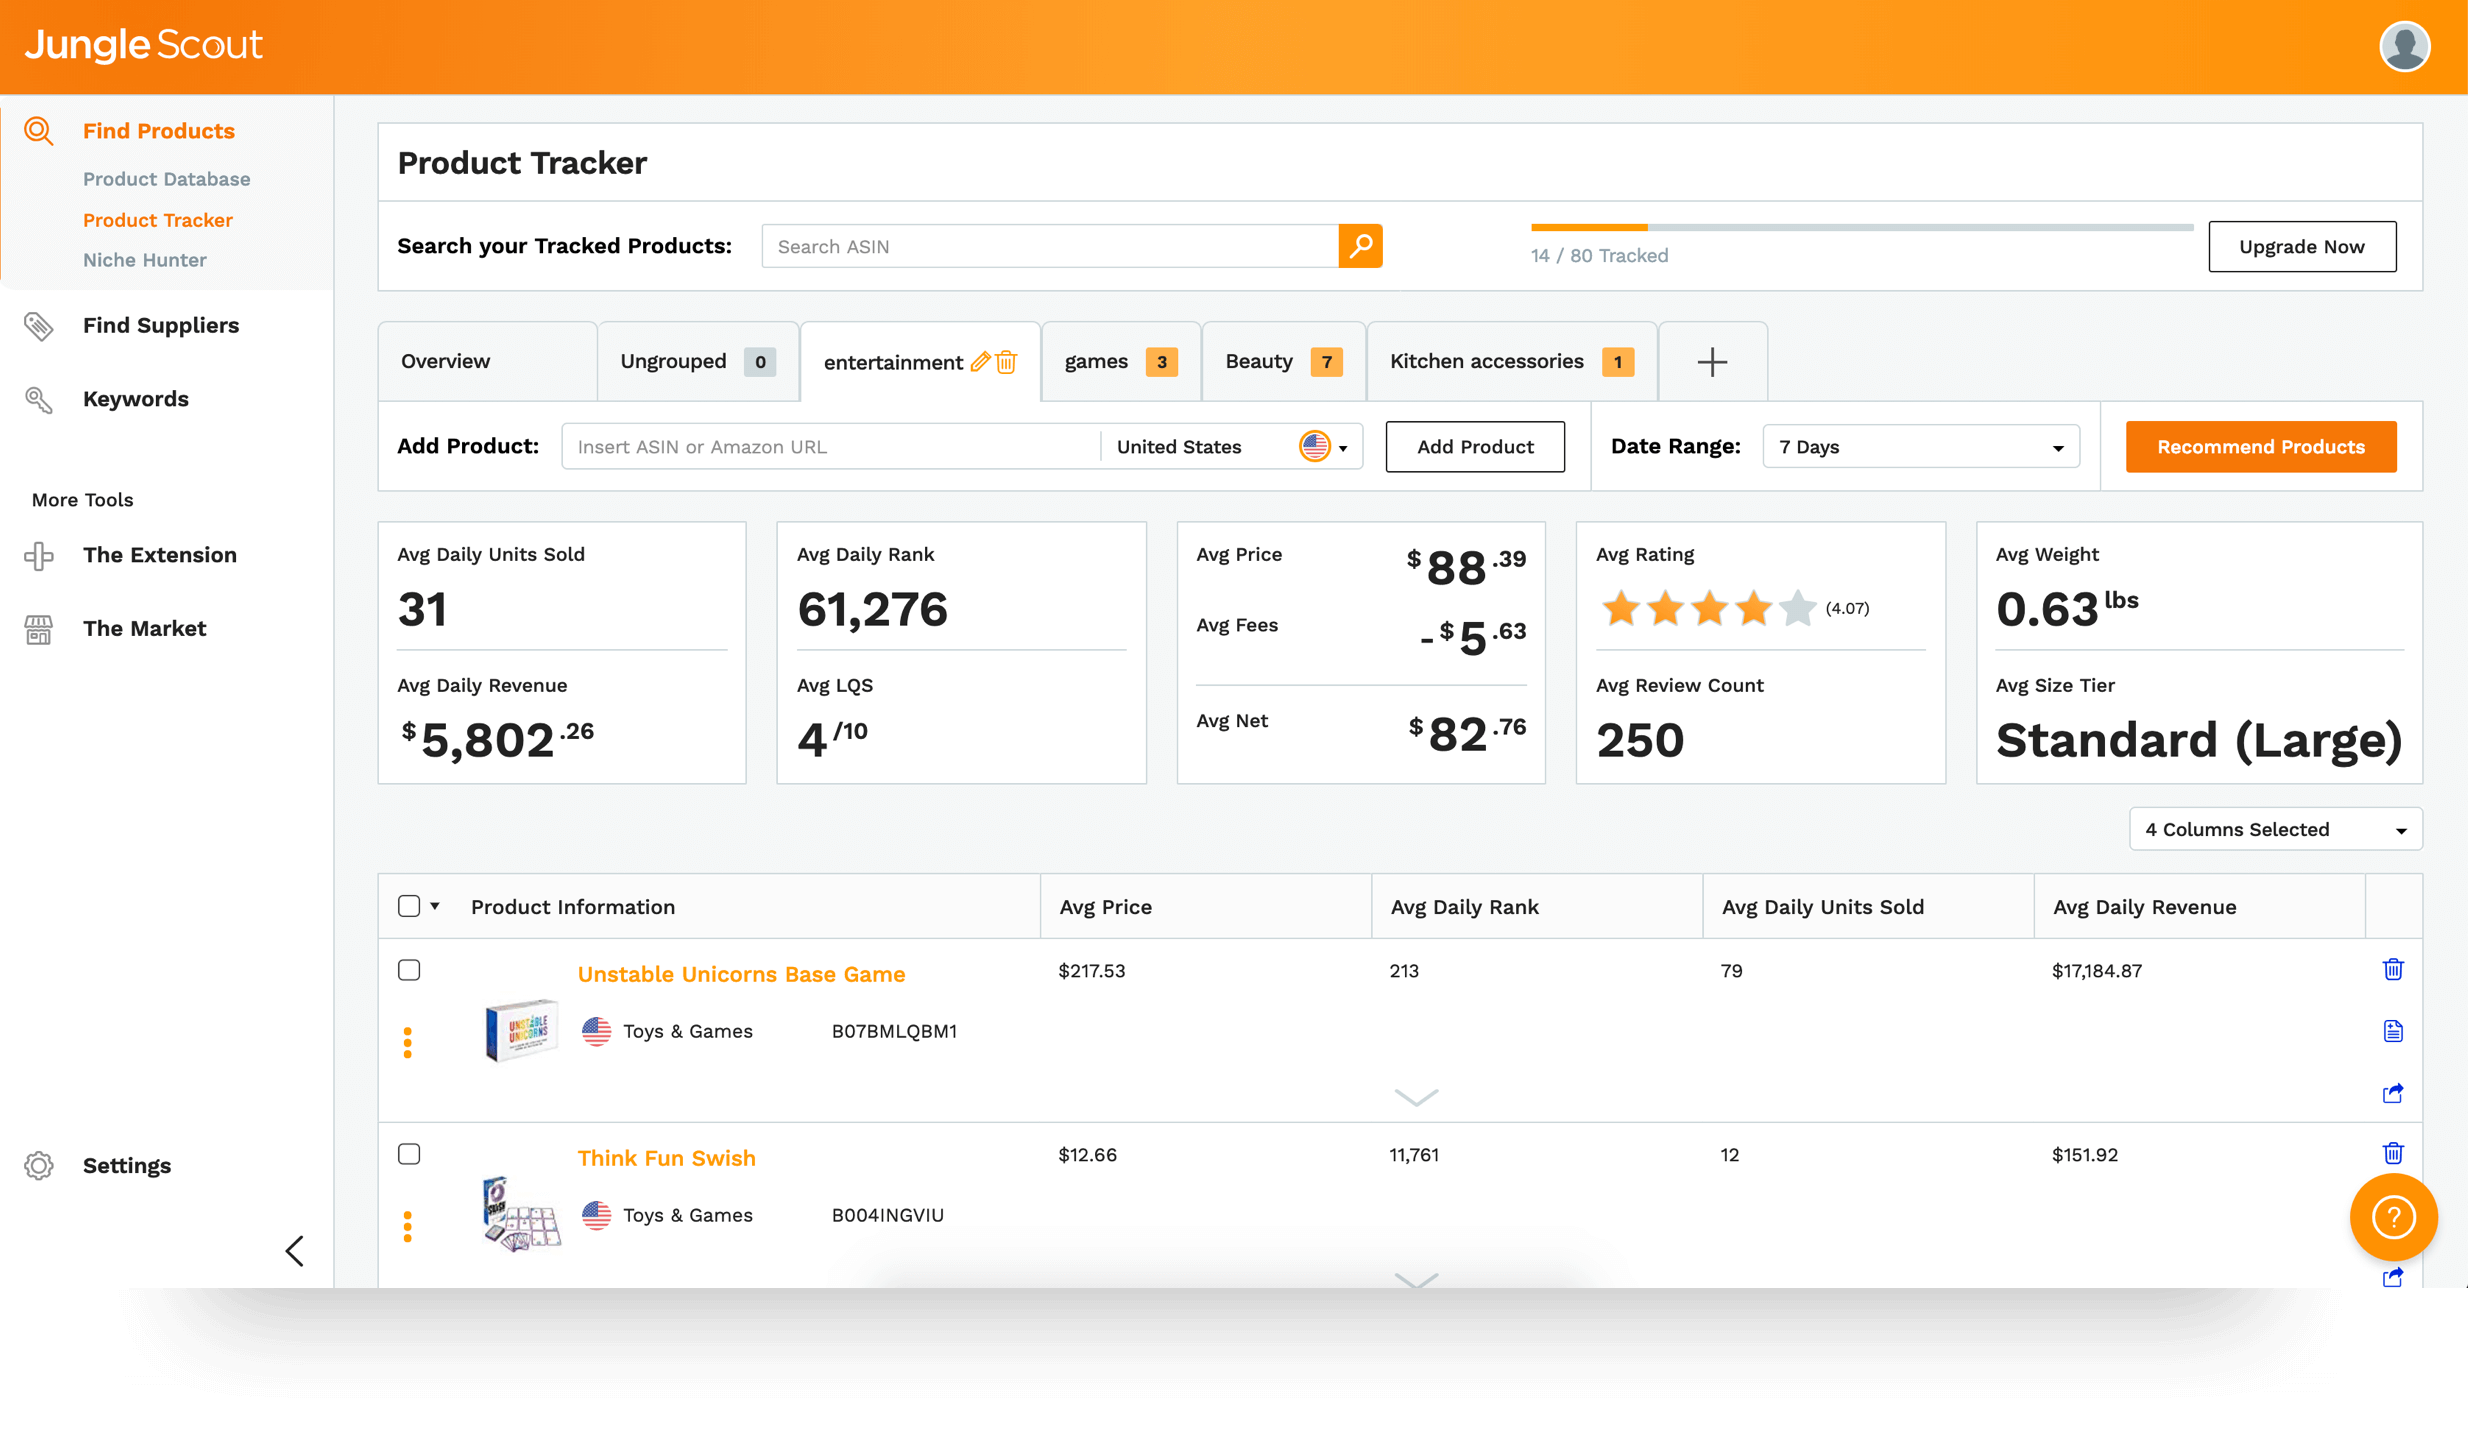 Jungle Scout
Find Products
Product Database
Product Tracker
Niche Hunter
Find Suppliers
Keywords
More Tools
The Extension
The Market
Settings
Product Tracker
Search your Tracked Products:
Search ASIN
14 / 80 Tracked
Upgrade Now
Overview
Ungrouped 0
entertainment
games 3
Beauty 7
Kitchen accessories 1
Add Product:
Insert ASIN or Amazon URL
United States
Add Product
Date Range:
7 Days
Recommend Products
Avg Daily Units Sold
31
Avg Daily Revenue
$5,802.26
Avg Daily Rank
61,276
Avg LQS
4/10
Avg Price $88.39
Avg Fees -$5.63
Avg Net $82.76
Avg Rating
(4.07)
Avg Review Count
250
Avg Weight
0.63 lbs
Avg Size Tier
Standard (Large)
4 Columns Selected
Product Information Avg Price Avg Daily Rank Avg Daily Units Sold Avg Daily Revenue
Unstable Unicorns Base Game $217.53 213 79 $17,184.87
UNSTABLE
UNICORNS
Toys & Games B07BMLQBM1
Think Fun Swish $12.66 11,761 12 $151.92
Toys & Games B004INGVIU
?